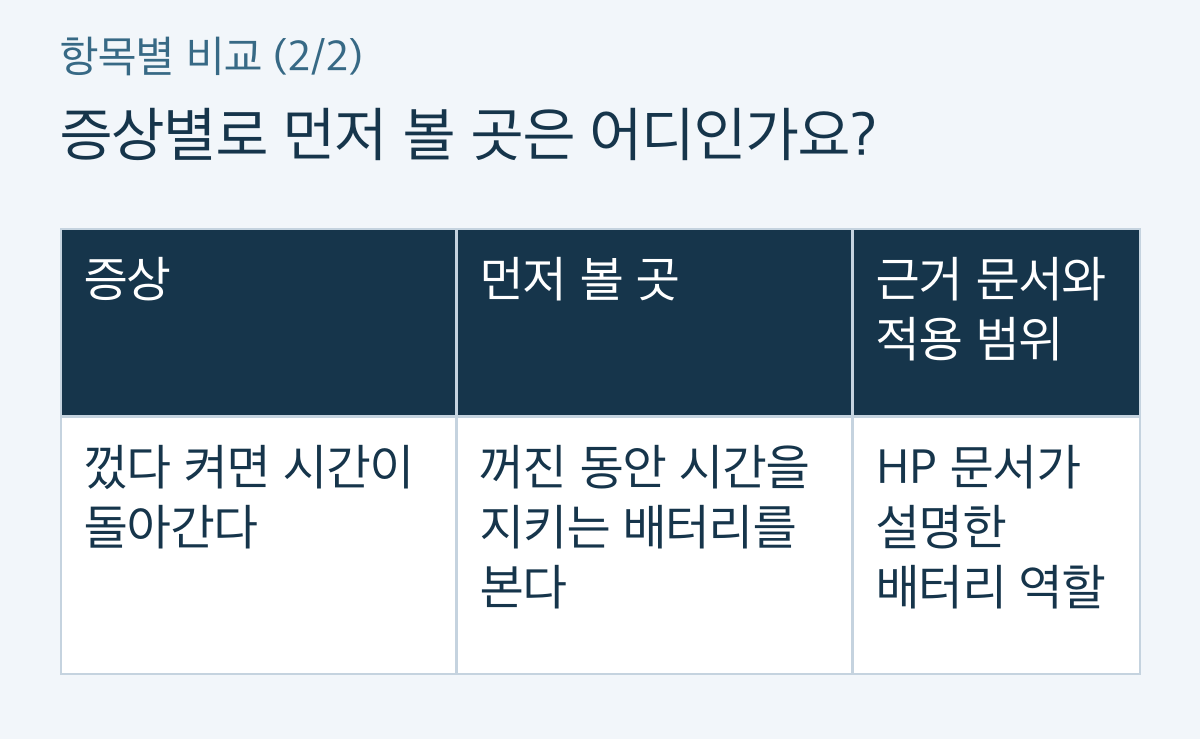 항목별 비교 (2/2)
증상별로 먼저 볼 곳은 어디인가요?
증상
먼저 볼 곳
근거 문서와
적용 범위
껐다 켜면 시간이
돌아간다
꺼진 동안 시간을
지키는 배터리를
본다
HP 문서가
설명한
배터리 역할